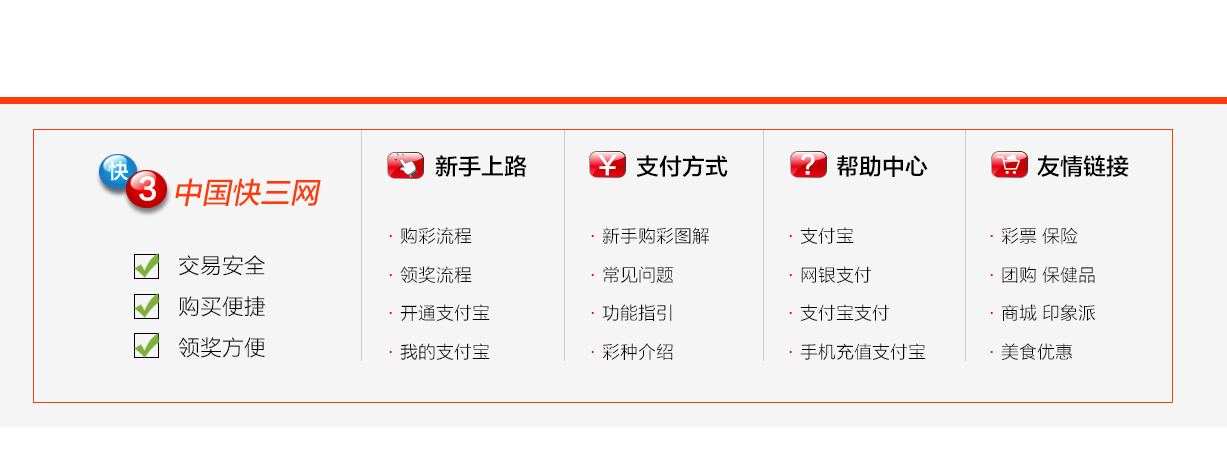 快
3
中国快三网
交易安全
购买便捷
领奖方便
新手上路
· 购彩流程
· 领奖流程
· 开通支付宝
· 我的支付宝
¥ 支付方式
· 新手购彩图解
· 常见问题
· 功能指引
· 彩种介绍
? 帮助中心
· 支付宝
· 网银支付
· 支付宝支付
· 手机充值支付宝
友情链接
· 彩票 保险
· 团购 保健品
· 商城 印象派
· 美食优惠